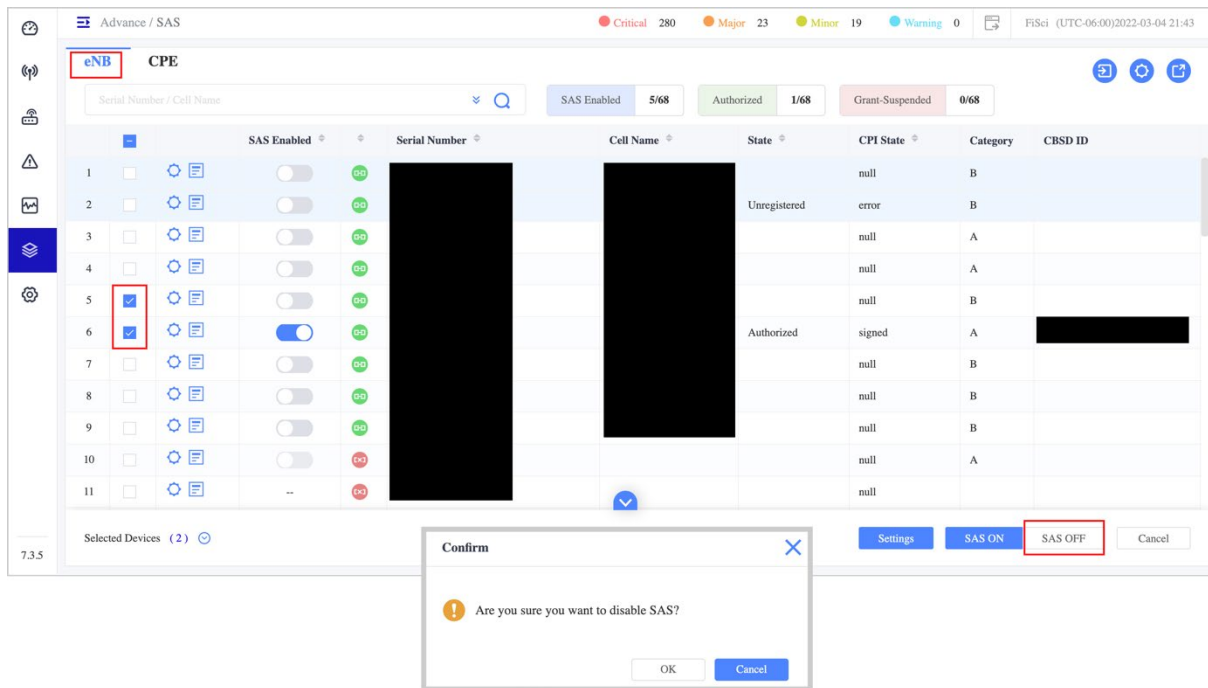 Advance / SAS Critical 280 Major 23 Minor 19 Warning 0 FiSci (UTC-06:00)2022-03-04 21:43
eNB CPE
Serial Number / Cell Name SAS Enabled 5/68 Authorized 1/68 Grant-Suspended 0/68
SAS Enabled Serial Number Cell Name State CPI State Category CBSD ID
1 null B
2 Unregistered error B
3 null A
4 null A
5 null B
6 Authorized signed A
7 null B
8 null B
9 null B
10 null A
11 -- null
Selected Devices ( 2 ) Settings SAS ON SAS OFF Cancel
7.3.5
Confirm
Are you sure you want to disable SAS?
OK Cancel